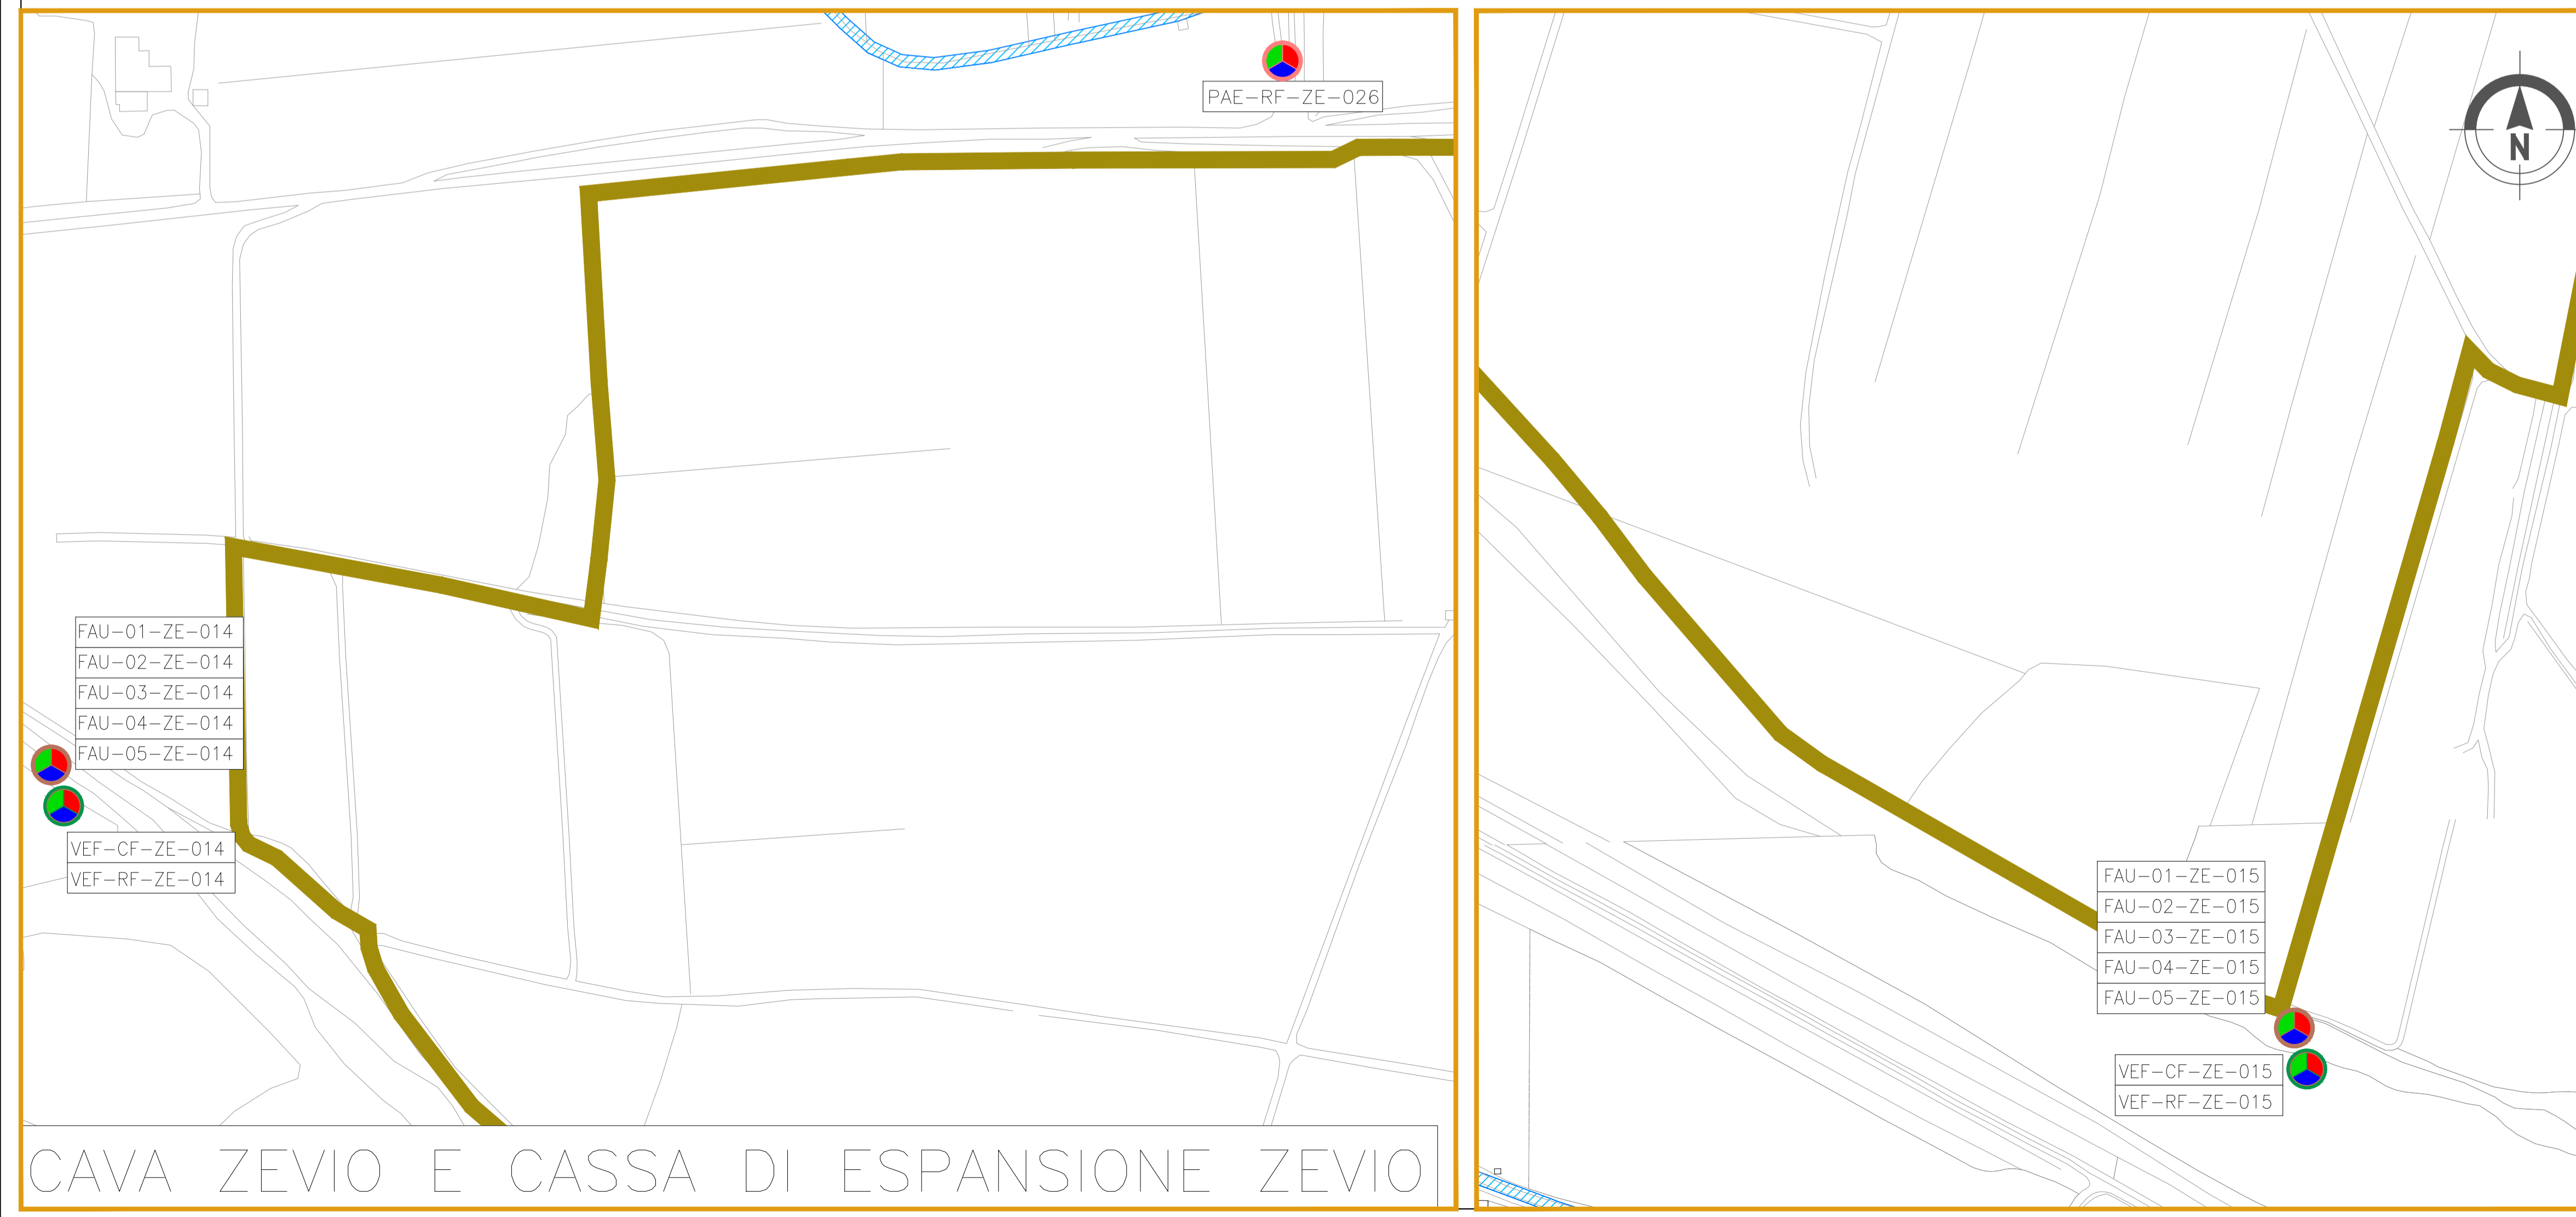 PAE-RF-ZE-026
N
FAU-01-ZE-014
FAU-02-ZE-014
FAU-03-ZE-014
FAU-04-ZE-014
FAU-05-ZE-014
VEF-CF-ZE-014
VEF-RF-ZE-014
CAVA ZEVIO E CASSA DI ESPANSIONE ZEVIO
FAU-01-ZE-015
FAU-02-ZE-015
FAU-03-ZE-015
FAU-04-ZE-015
FAU-05-ZE-015
VEF-CF-ZE-015
VEF-RF-ZE-015